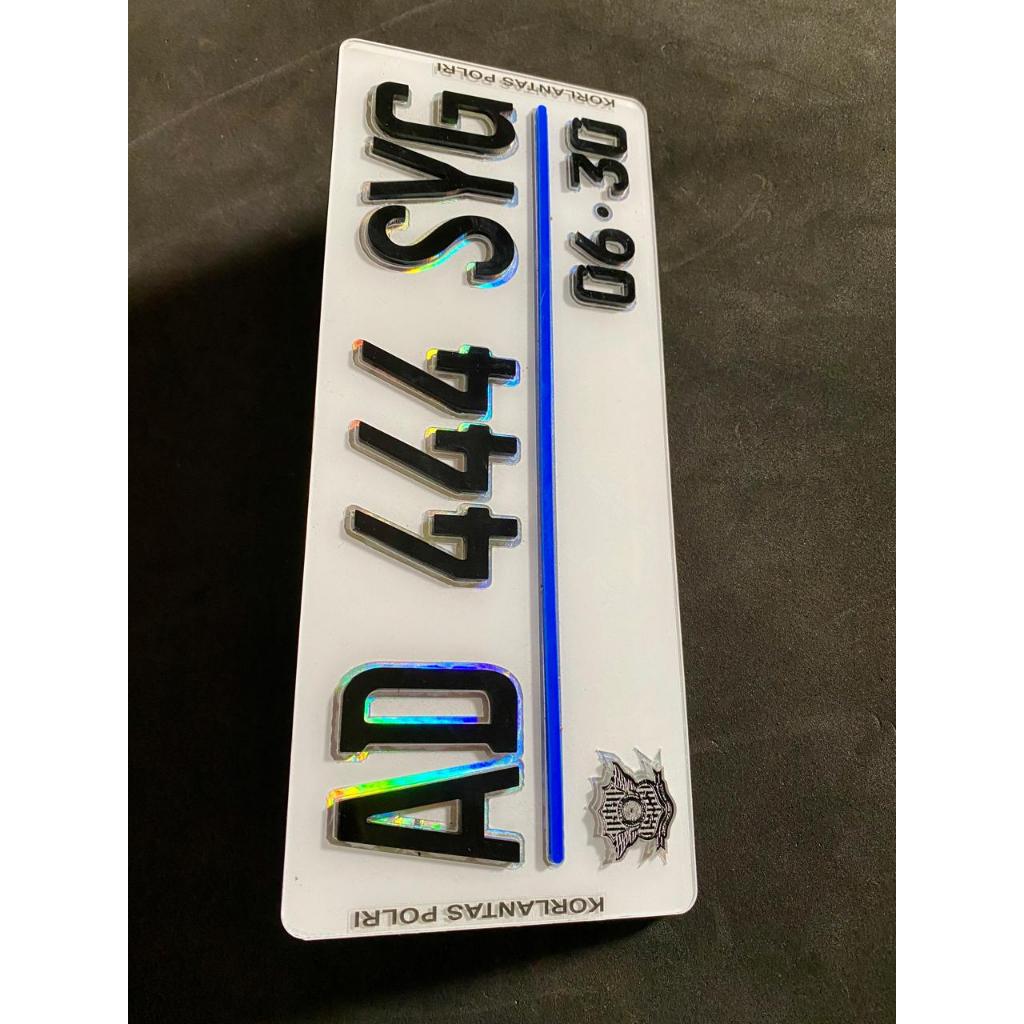 KORLANTAS POLRI
AD 444 SYG
06•30
KORLANTAS POLRI